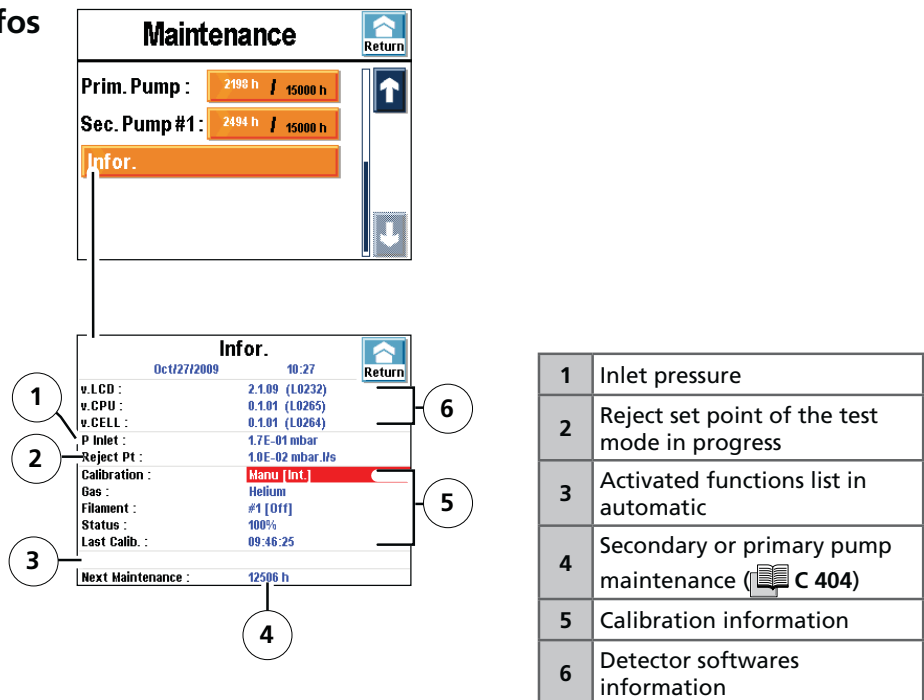 fos
Maintenance
Return
Prim. Pump : 2198 h / 15000 h
Sec. Pump #1 : 2494 h / 15000 h
Infor.
Infor.
Oct/27/2009 10:27
Return
v.LCD : 2.1.09 (L0232)
v.CPU : 0.1.01 (L0265)
v.CELL : 0.1.01 (L0264)
P Inlet : 1.7E-01 mbar
Reject Pt : 1.0E-02 mbar.l/s
Calibration : Manu [Int.]
Gas : Helium
Filament : #1 [Off]
Status : 100%
Last Calib. : 09:46:25
Next Maintenance : 12506 h
1
2
3
4
5
6
1 Inlet pressure
2 Reject set point of the test
mode in progress
3 Activated functions list in
automatic
4 Secondary or primary pump
maintenance ( C 404)
5 Calibration information
6 Detector softwares
information